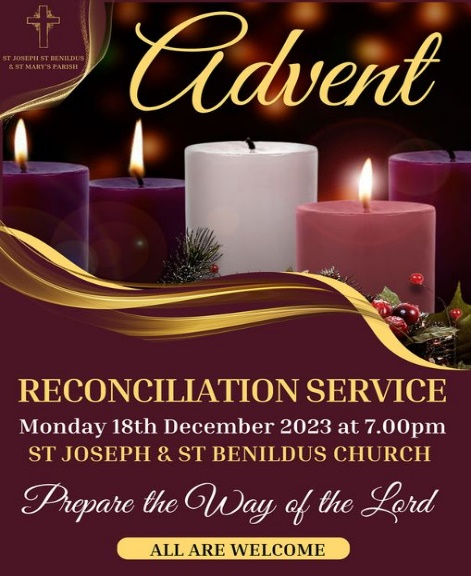 ST JOSEPH ST BENILDUS
& ST MARY'S PARISH
Advent
RECONCILIATION SERVICE
Monday 18th December 2023 at 7.00pm
ST JOSEPH & ST BENILDUS CHURCH
Prepare the Way of the Lord
ALL ARE WELCOME